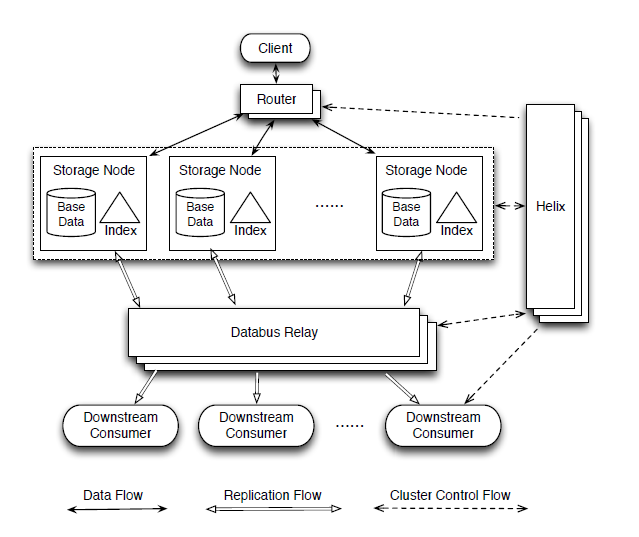 Client
Router
Storage Node
Base
Data
Index
Storage Node
Base
Data
Index
......
Storage Node
Base
Data
Index
Helix
Databus Relay
Downstream
Consumer
Downstream
Consumer
......
Downstream
Consumer
Data Flow
Replication Flow
Cluster Control Flow